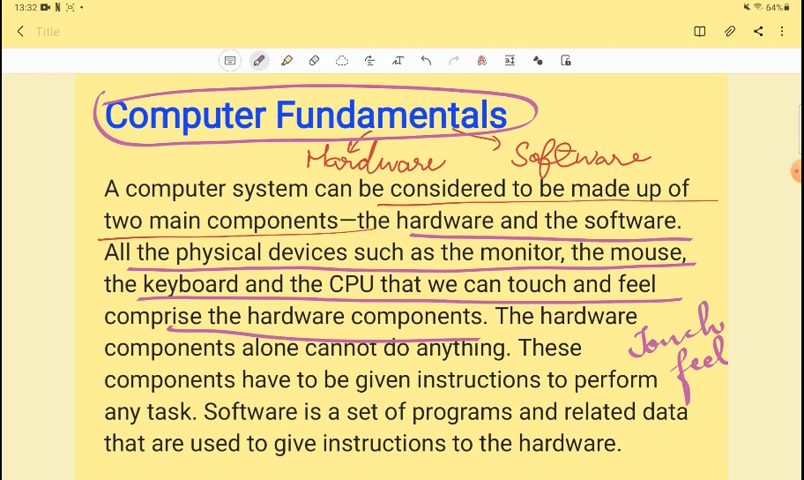 13:32 64%
Title
Computer Fundamentals
Hardware Software
A computer system can be considered to be made up of
two main components—the hardware and the software.
All the physical devices such as the monitor, the mouse,
the keyboard and the CPU that we can touch and feel
comprise the hardware components. The hardware
Touch
components alone cannot do anything. These
feel
components have to be given instructions to perform
any task. Software is a set of programs and related data
that are used to give instructions to the hardware.